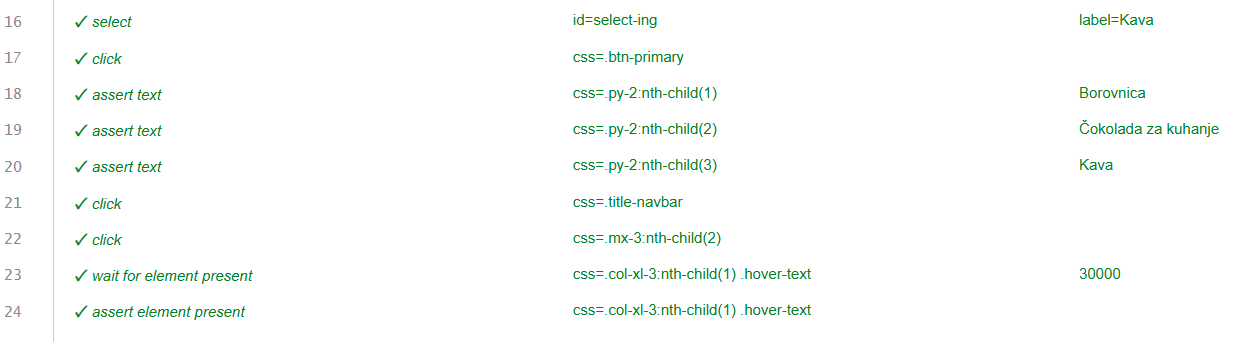 16 ✓ select id=select-ing label=Kava
17 ✓ click css=.btn-primary
18 ✓ assert text css=.py-2:nth-child(1) Borovnica
19 ✓ assert text css=.py-2:nth-child(2) Čokolada za kuhanje
20 ✓ assert text css=.py-2:nth-child(3) Kava
21 ✓ click css=.title-navbar
22 ✓ click css=.mx-3:nth-child(2)
23 ✓ wait for element present css=.col-xl-3:nth-child(1) .hover-text 30000
24 ✓ assert element present css=.col-xl-3:nth-child(1) .hover-text